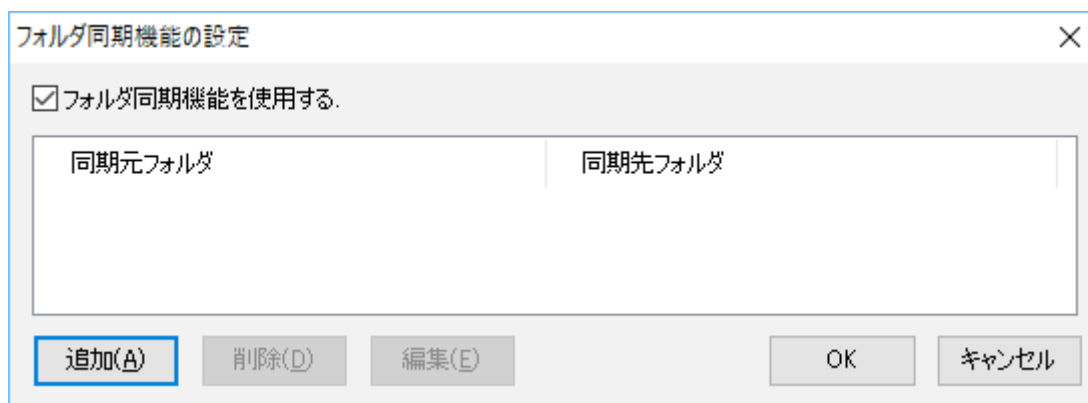 フォルダ同期機能の設定
フォルダ同期機能を使用する.
同期元フォルダ 同期先フォルダ
追加(A) 削除(D) 編集(E) OK キャンセル